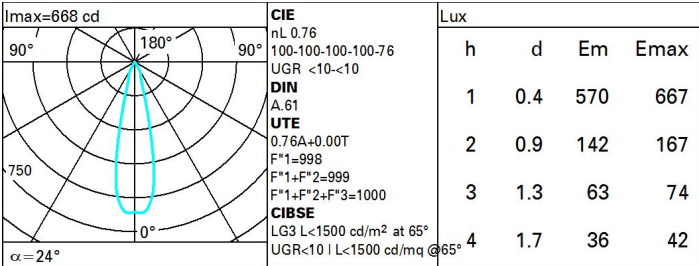 Imax=668 cd
90°
180°
90°
750
0°
α=24°
CIE
nL 0.76
100-100-100-100-76
UGR <10-<10
DIN
A.61
UTE
0.76A+0.00T
F"1=998
F"1+F"2=999
F"1+F"2+F"3=1000
CIBSE
LG3 L<1500 cd/m² at 65°
UGR<10 | L<1500 cd/mq @65°
Lux
h d Em Emax
1 0.4 570 667
2 0.9 142 167
3 1.3 63 74
4 1.7 36 42